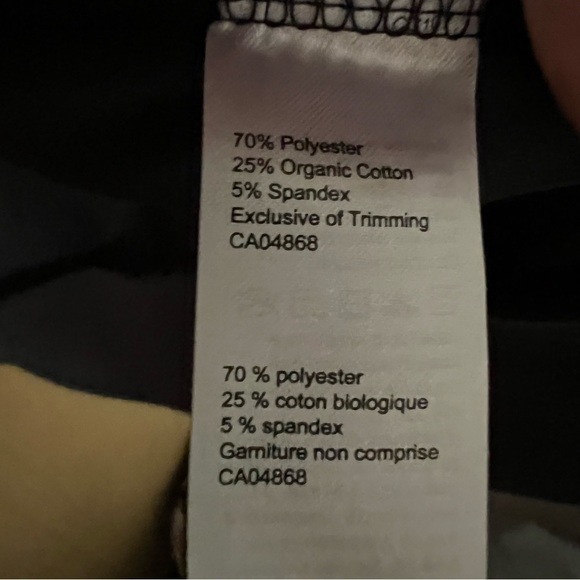 70% Polyester
25% Organic Cotton
5% Spandex
Exclusive of Trimming
CA04868
70 % polyester
25 % coton biologique
5 % spandex
Garniture non comprise
CA04868